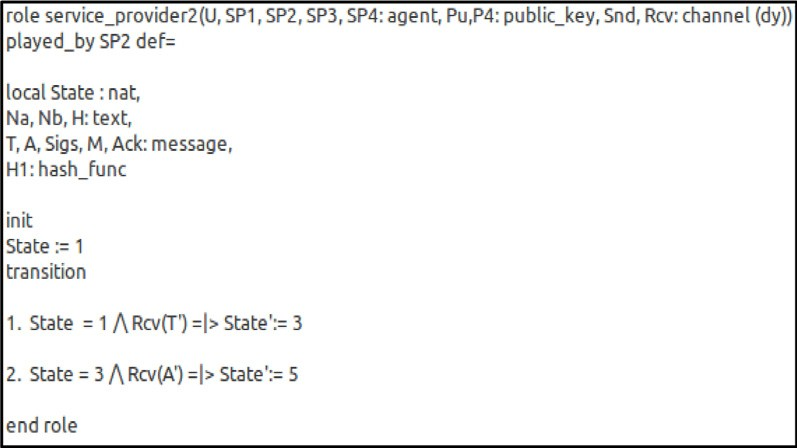 role service_provider2(U, SP1, SP2, SP3, SP4: agent, Pu,P4: public_key, Snd, Rcv: channel (dy))
played_by SP2 def=
local State : nat,
Na, Nb, H: text,
T, A, Sigs, M, Ack: message,
H1: hash_func
init
State := 1
transition
1. State = 1 /\ Rcv(T') =|> State':= 3
2. State = 3 /\ Rcv(A') =|> State':= 5
end role